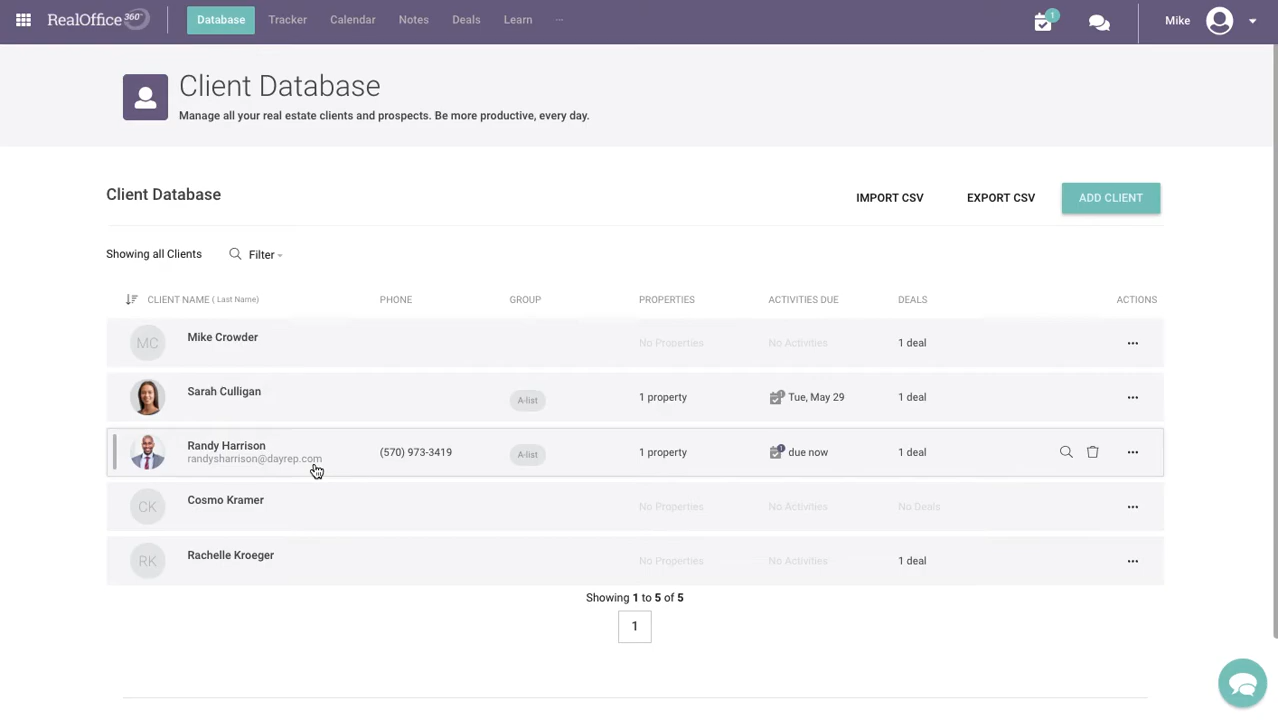 RealOffice 360° Database Tracker Calendar Notes Deals Learn ... 1 Mike
Client Database
Manage all your real estate clients and prospects. Be more productive, every day.
Client Database IMPORT CSV EXPORT CSV ADD CLIENT
Showing all Clients Filter
CLIENT NAME ( Last Name) PHONE GROUP PROPERTIES ACTIVITIES DUE DEALS ACTIONS
MC Mike Crowder No Properties No Activities 1 deal ...
Sarah Culligan A-list 1 property 1 Tue, May 29 1 deal ...
Randy Harrison
randysharrison@dayrep.com (570) 973-3419 A-list 1 property 1 due now 1 deal ...
CK Cosmo Kramer No Properties No Activities No Deals ...
RK Rachelle Kroeger No Properties No Activities 1 deal ...
Showing 1 to 5 of 5
1